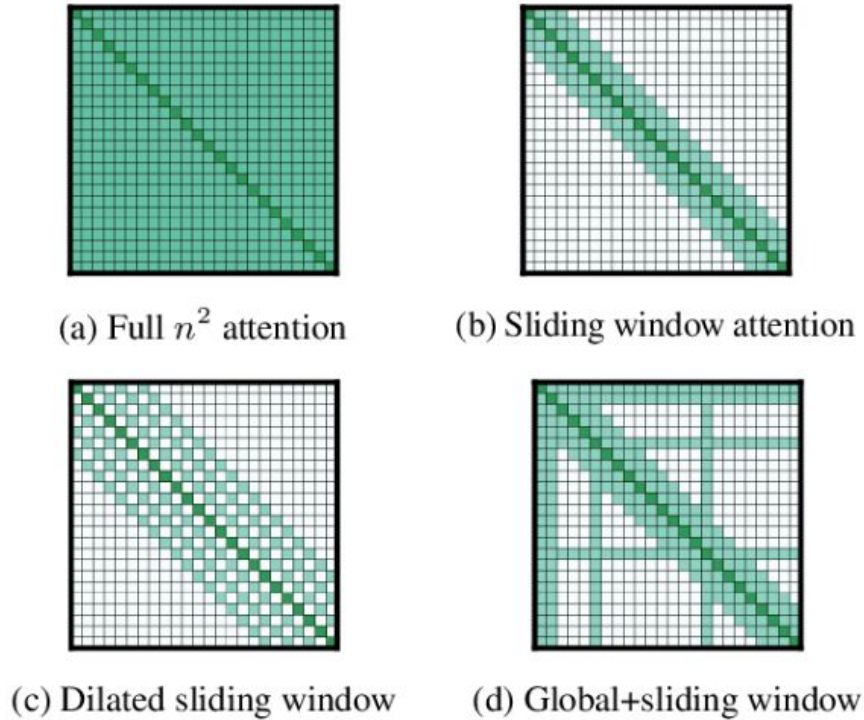 (a) Full n² attention
(b) Sliding window attention
(c) Dilated sliding window
(d) Global+sliding window